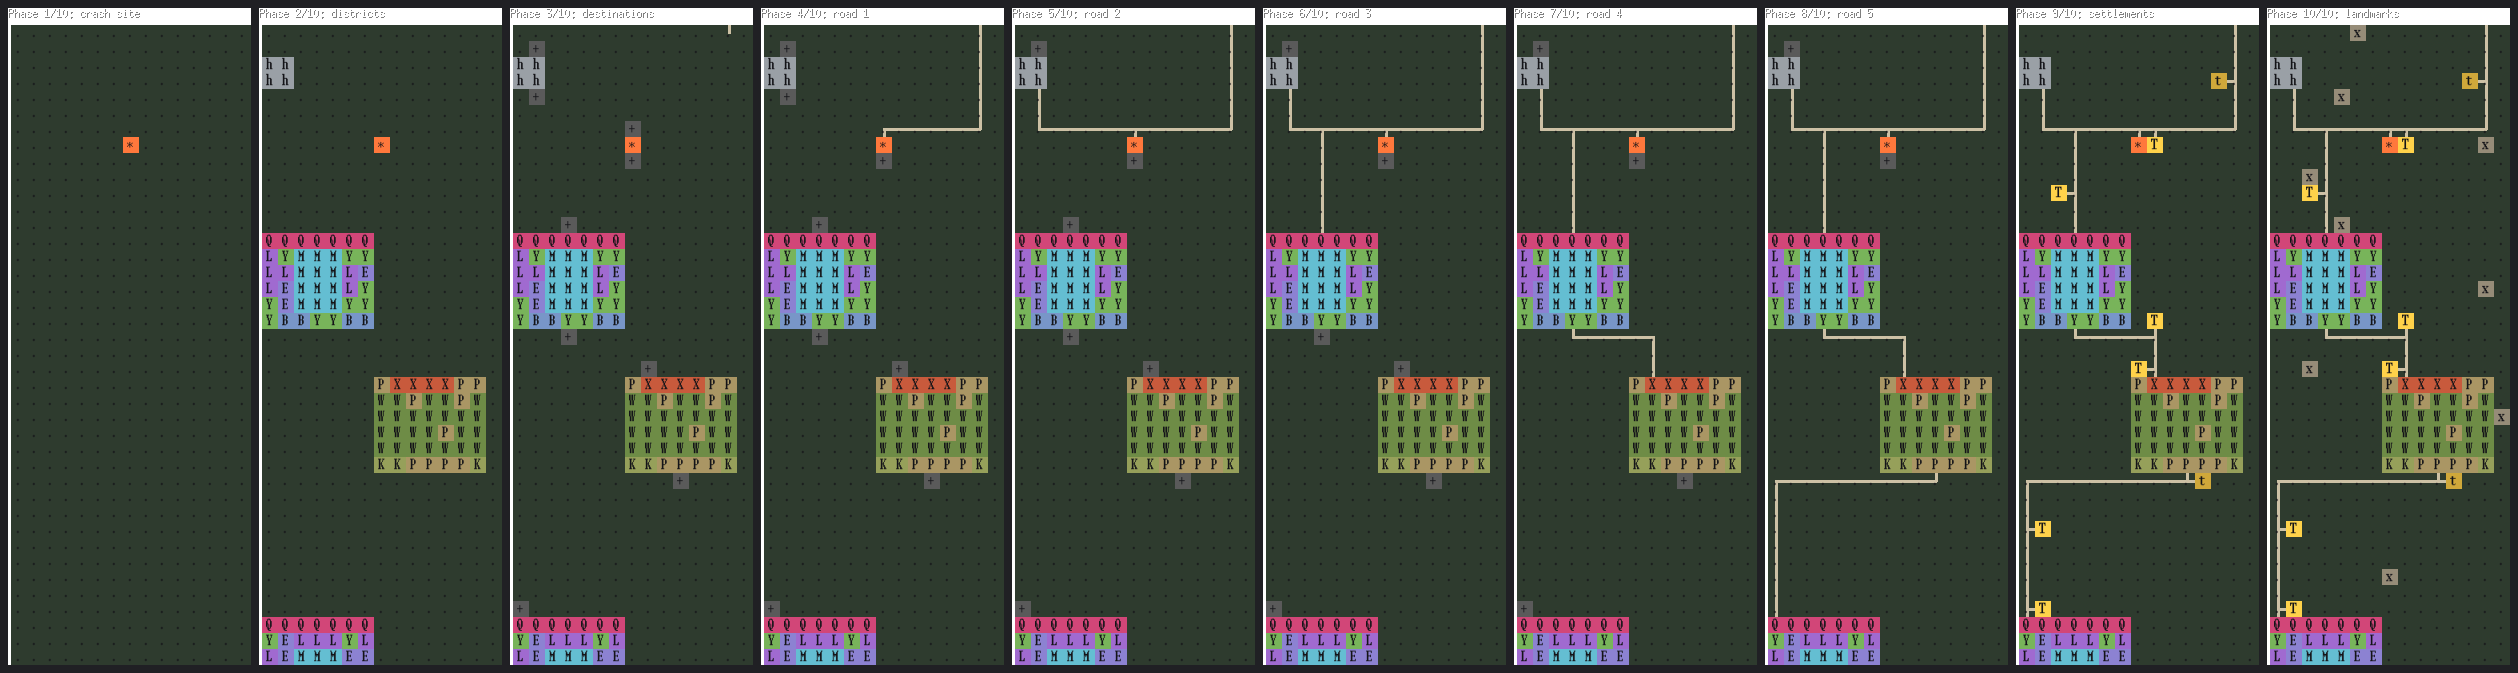 Phase 1/10: crash site
*
Phase 2/10: districts
h h
h h
*
Q Q Q Q Q Q Q
L Y M M M Y Y
L L M M M L E
L E M M M L Y
Y E M M M Y Y
Y B B Y Y B B
P X X X X P P
W W P W W P W
W W W W W W W
W W W W P W W
W W W W W W W
K K P P P P K
Q Q Q Q Q Q Q
Y E L L L Y L
L E M M M E E
Phase 3/10: destinations
+
h h
h h
+
+
*
+
+
Q Q Q Q Q Q Q
L Y M M M Y Y
L L M M M L E
L E M M M L Y
Y E M M M Y Y
Y B B Y Y B B
+
+
P X X X X P P
W W P W W P W
W W W W W W W
W W W W P W W
W W W W W W W
K K P P P P K
+
+
Q Q Q Q Q Q Q
Y E L L L Y L
L E M M M E E
Phase 4/10: road 1
+
h h
h h
+
*
+
+
Q Q Q Q Q Q Q
L Y M M M Y Y
L L M M M L E
L E M M M L Y
Y E M M M Y Y
Y B B Y Y B B
+
+
P X X X X P P
W W P W W P W
W W W W W W W
W W W W P W W
W W W W W W W
K K P P P P K
+
+
Q Q Q Q Q Q Q
Y E L L L Y L
L E M M M E E
Phase 5/10: road 2
+
h h
h h
*
+
+
Q Q Q Q Q Q Q
L Y M M M Y Y
L L M M M L E
L E M M M L Y
Y E M M M Y Y
Y B B Y Y B B
+
+
P X X X X P P
W W P W W P W
W W W W W W W
W W W W P W W
W W W W W W W
K K P P P P K
+
+
Q Q Q Q Q Q Q
Y E L L L Y L
L E M M M E E
Phase 6/10: road 3
+
h h
h h
*
+
Q Q Q Q Q Q Q
L Y M M M Y Y
L L M M M L E
L E M M M L Y
Y E M M M Y Y
Y B B Y Y B B
+
+
P X X X X P P
W W P W W P W
W W W W W W W
W W W W P W W
W W W W W W W
K K P P P P K
+
+
Q Q Q Q Q Q Q
Y E L L L Y L
L E M M M E E
Phase 7/10: road 4
+
h h
h h
*
+
Q Q Q Q Q Q Q
L Y M M M Y Y
L L M M M L E
L E M M M L Y
Y E M M M Y Y
Y B B Y Y B B
P X X X X P P
W W P W W P W
W W W W W W W
W W W W P W W
W W W W W W W
K K P P P P K
+
+
Q Q Q Q Q Q Q
Y E L L L Y L
L E M M M E E
Phase 8/10: road 5
+
h h
h h
*
+
Q Q Q Q Q Q Q
L Y M M M Y Y
L L M M M L E
L E M M M L Y
Y E M M M Y Y
Y B B Y Y B B
P X X X X P P
W W P W W P W
W W W W W W W
W W W W P W W
W W W W W W W
K K P P P P K
Q Q Q Q Q Q Q
Y E L L L Y L
L E M M M E E
Phase 9/10: settlements
h h
h h t
* T
T
Q Q Q Q Q Q Q
L Y M M M Y Y
L L M M M L E
L E M M M L Y
Y E M M M Y Y
Y B B Y Y B B T
T
P X X X X P P
W W P W W P W
W W W W W W W
W W W W P W W
W W W W W W W
K K P P P P K
t
T
T
Q Q Q Q Q Q Q
Y E L L L Y L
L E M M M E E
Phase 10/10: landmarks
x
h h
h h t
x
* T x
x
T
x
Q Q Q Q Q Q Q
L Y M M M Y Y
L L M M M L E
L E M M M L Y x
Y E M M M Y Y
Y B B Y Y B B T
x T
P X X X X P P
W W P W W P W
W W W W W W W x
W W W W P W W
W W W W W W W
K K P P P P K
t
T
x
T
Q Q Q Q Q Q Q
Y E L L L Y L
L E M M M E E